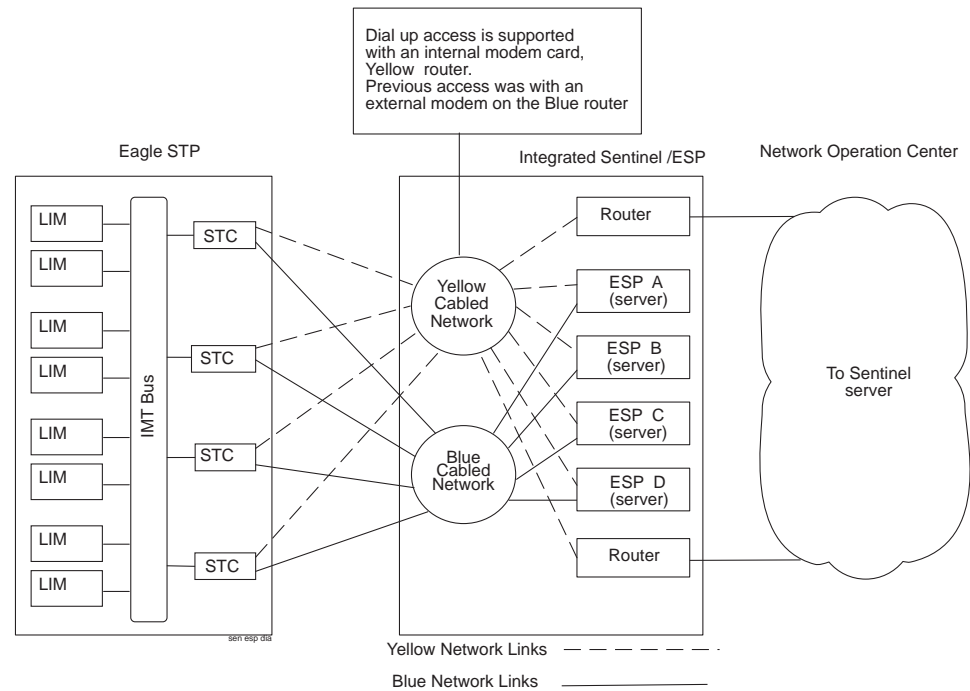 Dial up access is supported
with an internal modem card,
Yellow router.
Previous access was with an
external modem on the Blue router
Eagle STP
Integrated Sentinel /ESP
Network Operation Center
LIM
LIM
LIM
LIM
LIM
LIM
LIM
LIM
IMT Bus
STC
STC
STC
STC
Yellow
Cabled
Network
Blue
Cabled
Network
Router
ESP A
(server)
ESP B
(server)
ESP C
(server)
ESP D
(server)
Router
To Sentinel
server
sen esp dia
Yellow Network Links
Blue Network Links